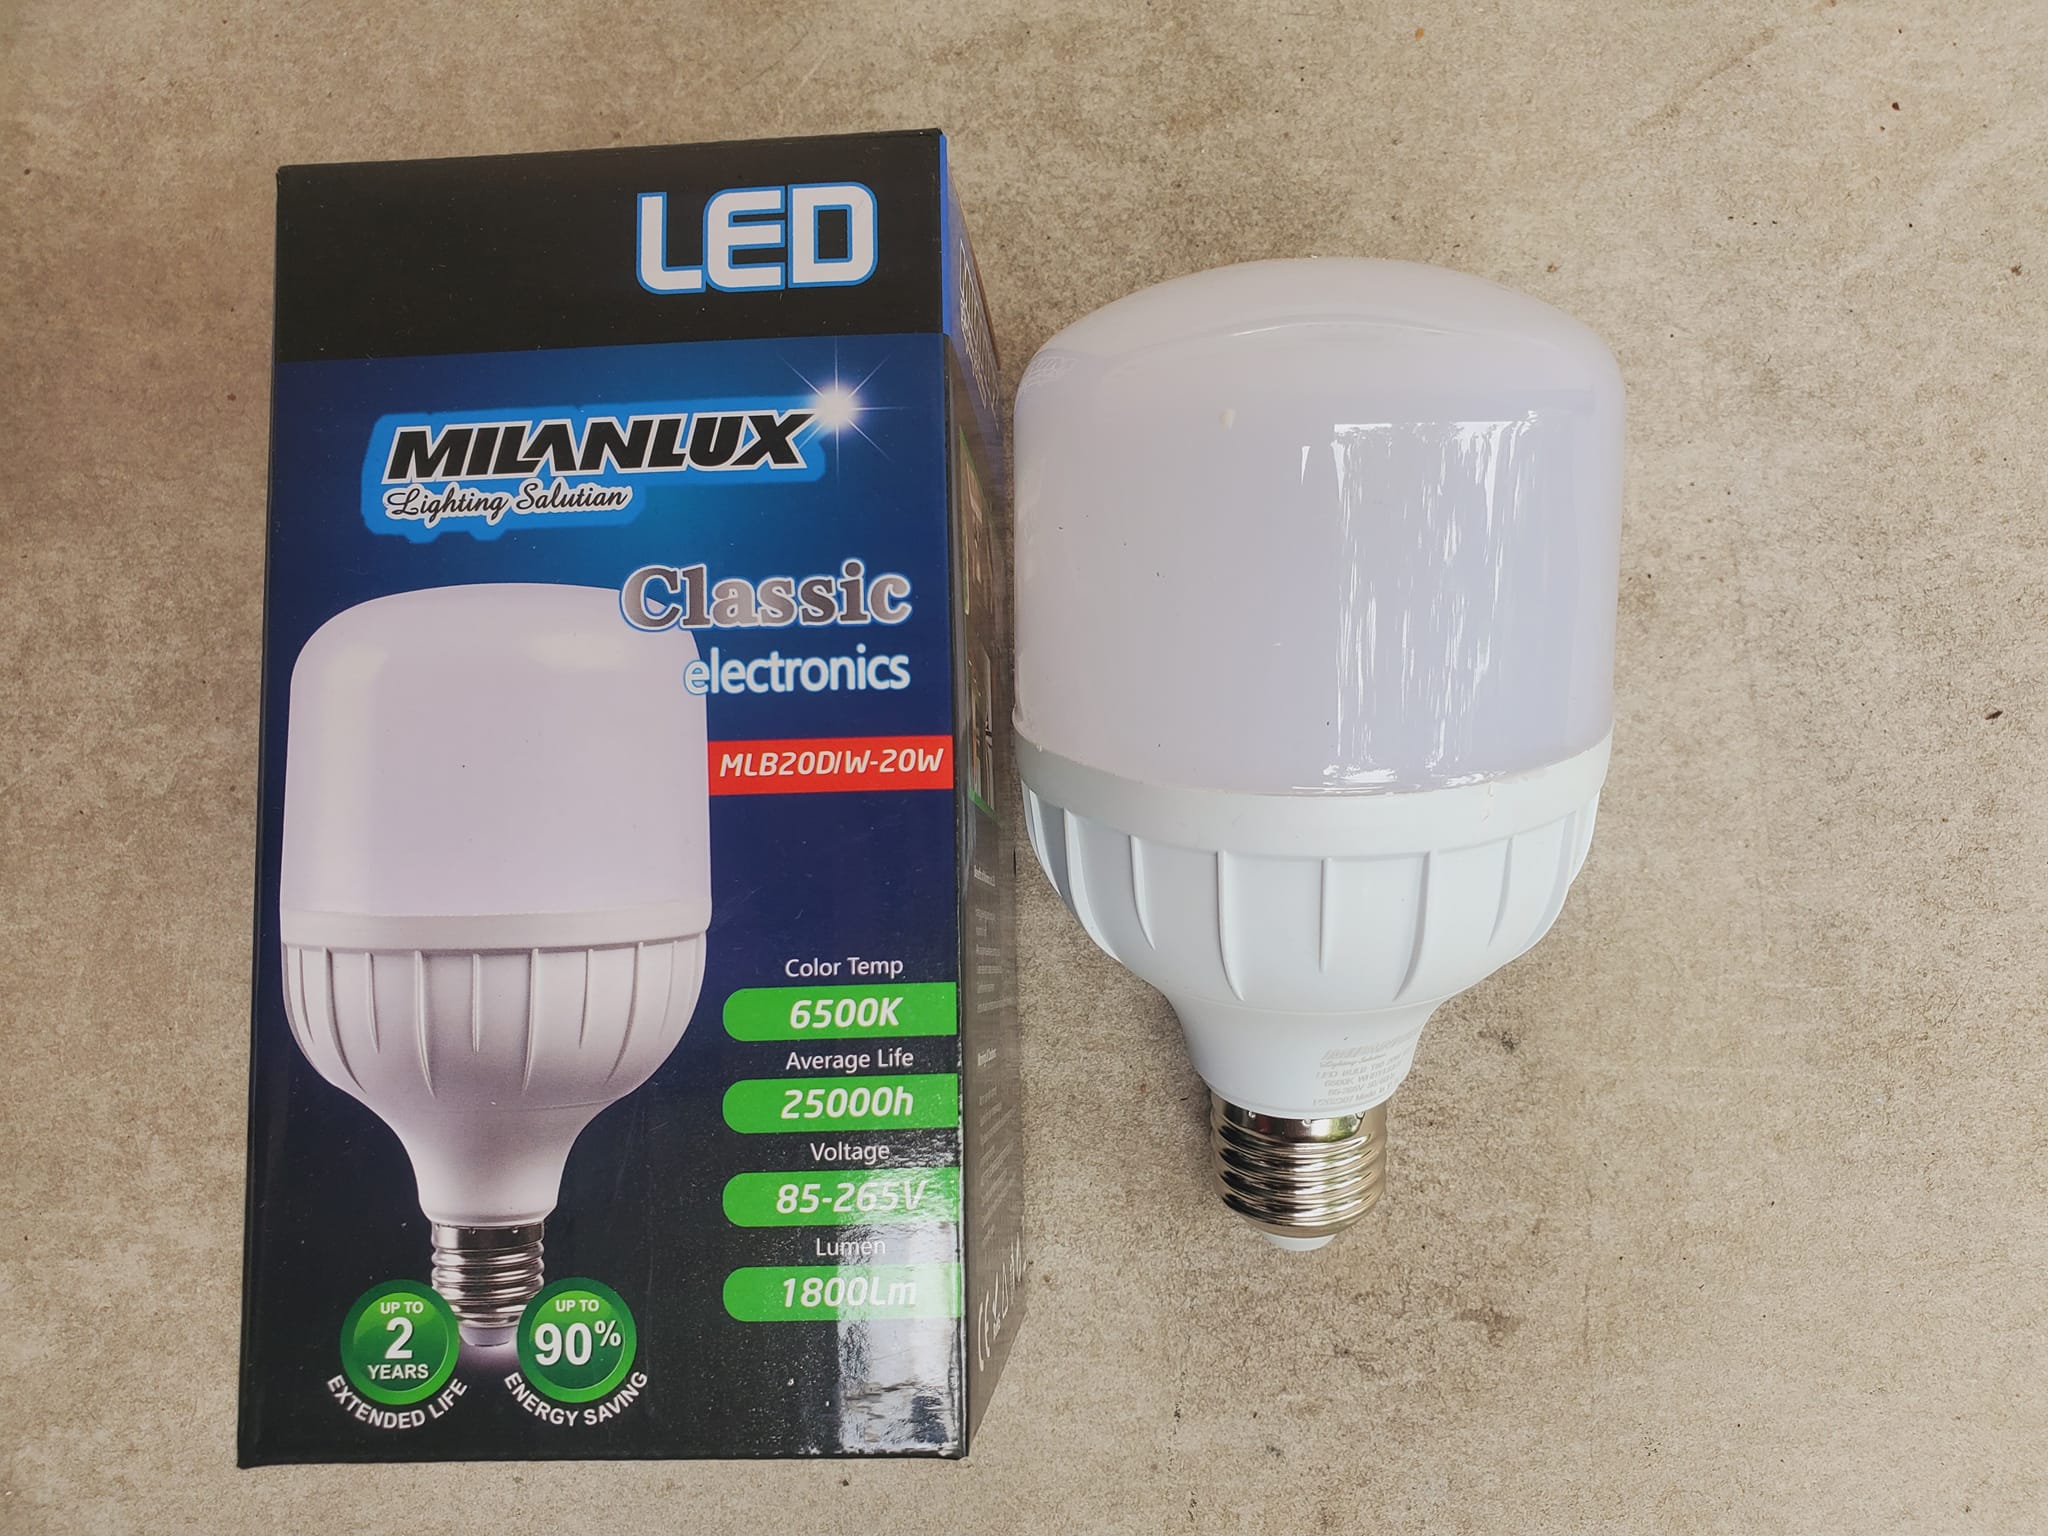 LED
MILANLUX
Lighting Salutian
Classic
electronics
MLB20D/W-20W
Color Temp
6500K
Average Life
25000h
Voltage
85-265V
Lumen
1800Lm
UP TO
2
YEARS
EXTENDED LIFE
UP TO
90%
ENERGY SAVING